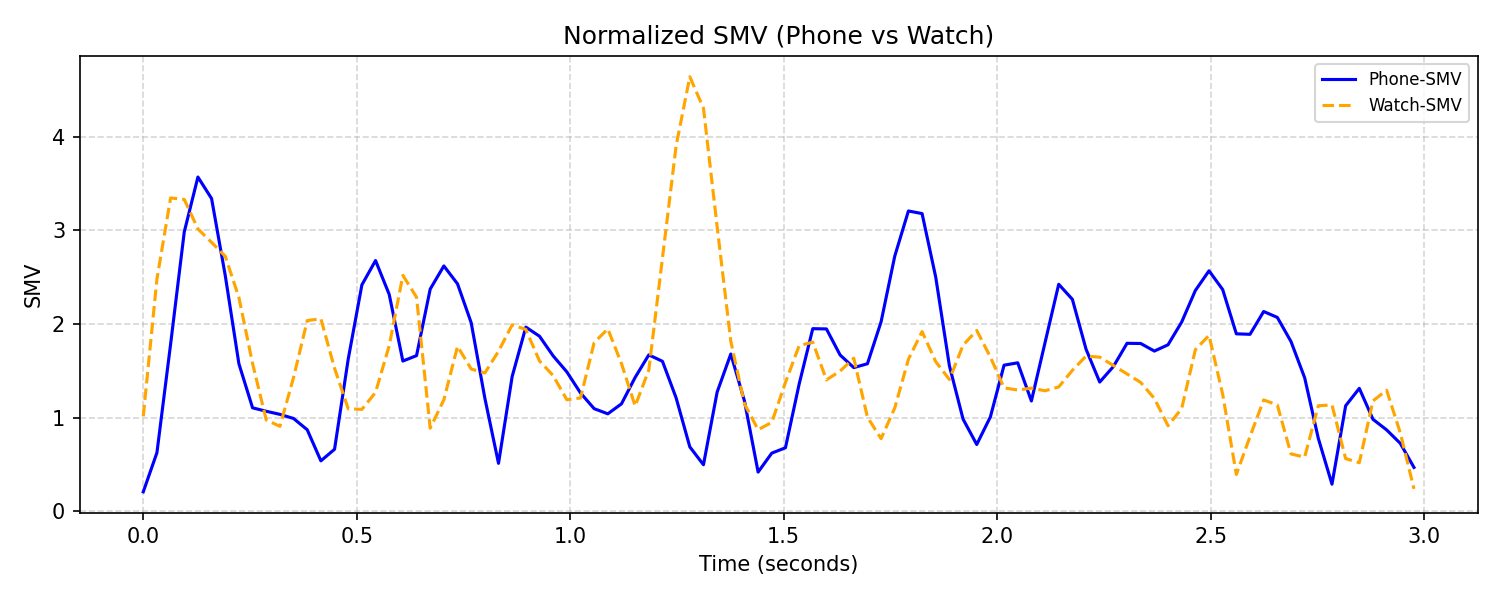 Normalized SMV (Phone vs Watch)
Phone-SMV
Watch-SMV
SMV
4
3
2
1
0
0.0 0.5 1.0 1.5 2.0 2.5 3.0
Time (seconds)